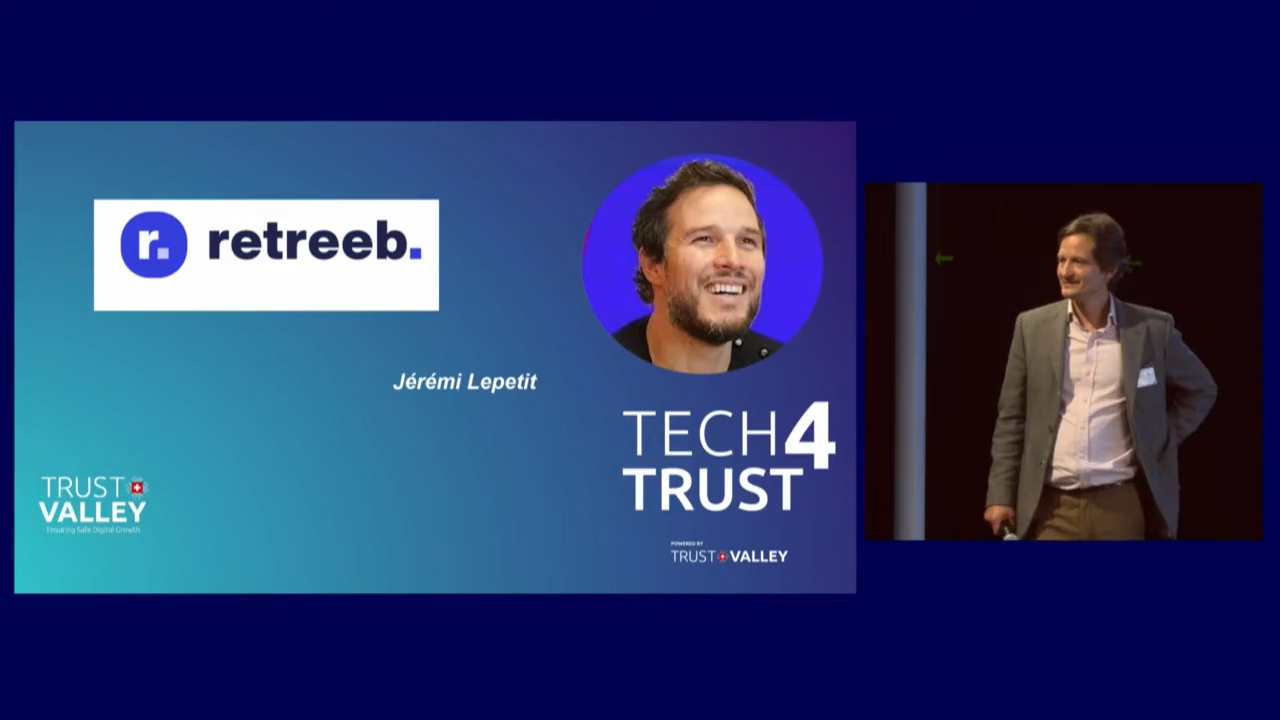 r. retreeb.
Jérémi Lepetit
TECH4
TRUST
TRUST
VALLEY
Ensuring Safe Digital Growth
POWERED BY
TRUST VALLEY